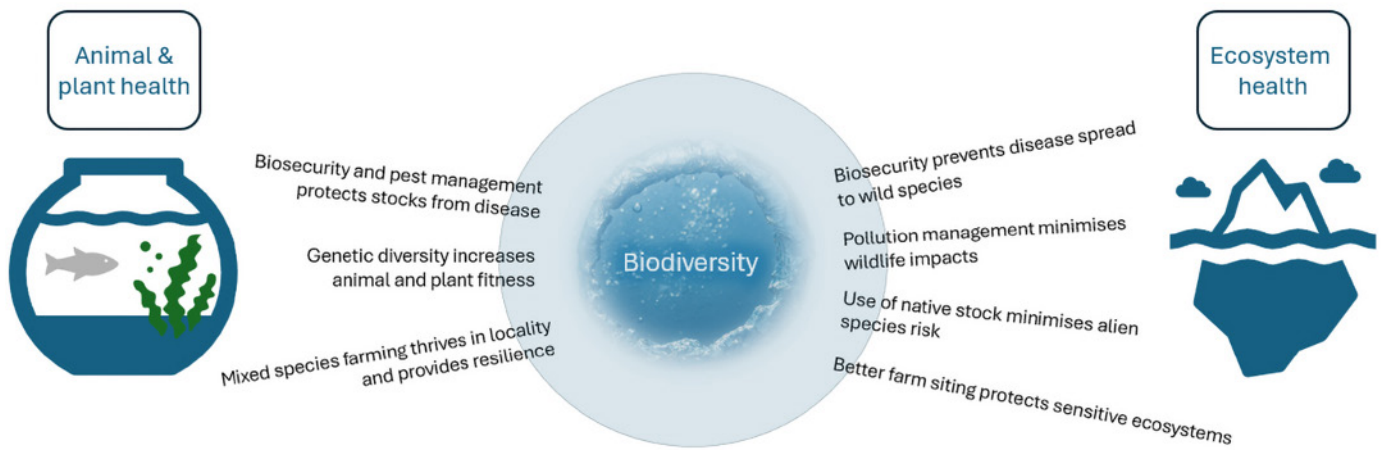 Animal &
plant health
Biosecurity and pest management
protects stocks from disease
Genetic diversity increases
animal and plant fitness
Mixed species farming thrives in locality
and provides resilience
Biodiversity
Ecosystem
health
Biosecurity prevents disease spread
to wild species
Pollution management minimises
wildlife impacts
Use of native stock minimises alien
species risk
Better farm siting protects sensitive ecosystems